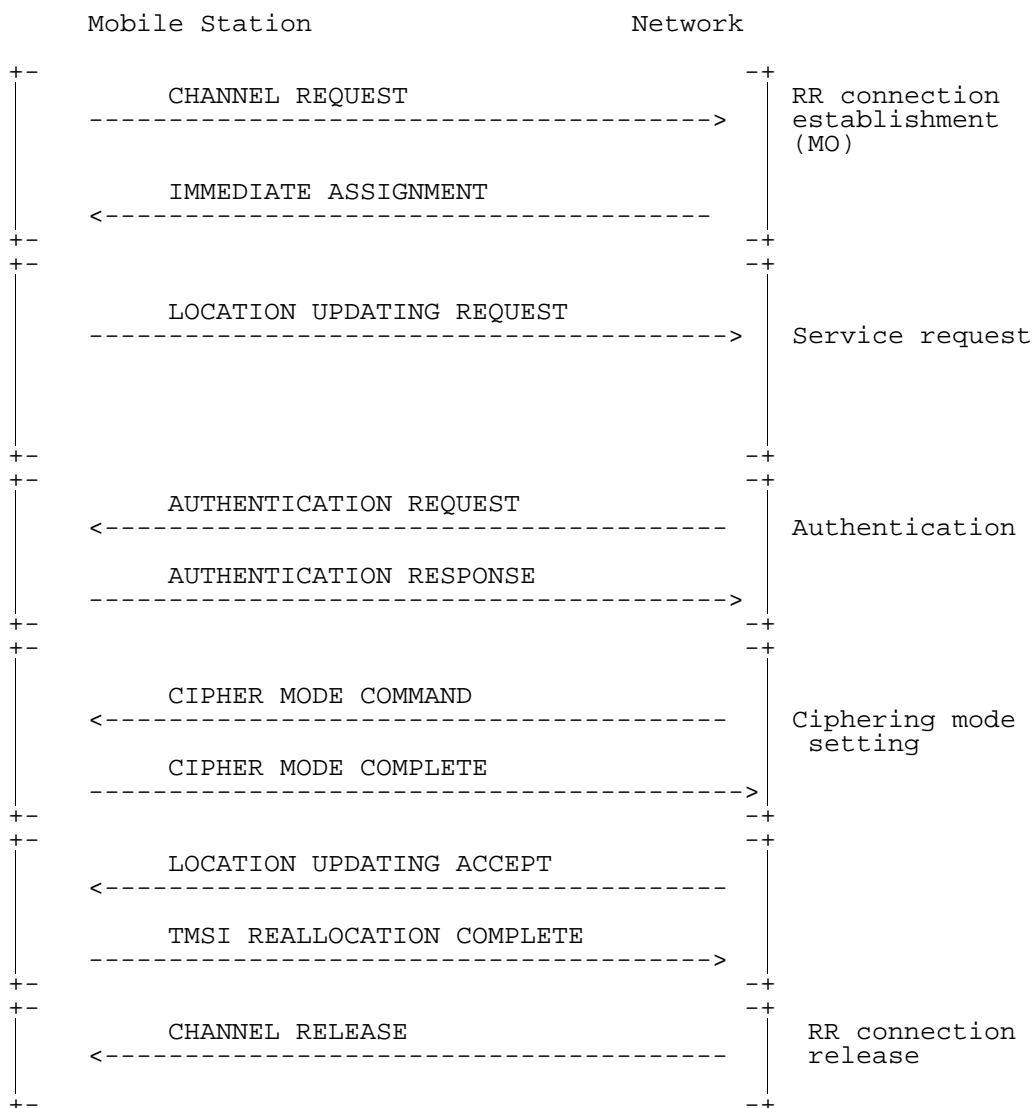 Mobile Station Network
CHANNEL REQUEST
RR connection
establishment
(MO)
IMMEDIATE ASSIGNMENT
LOCATION UPDATING REQUEST
Service request
AUTHENTICATION REQUEST
Authentication
AUTHENTICATION RESPONSE
CIPHER MODE COMMAND
Ciphering mode
setting
CIPHER MODE COMPLETE
LOCATION UPDATING ACCEPT
TMSI REALLOCATION COMPLETE
CHANNEL RELEASE
RR connection
release